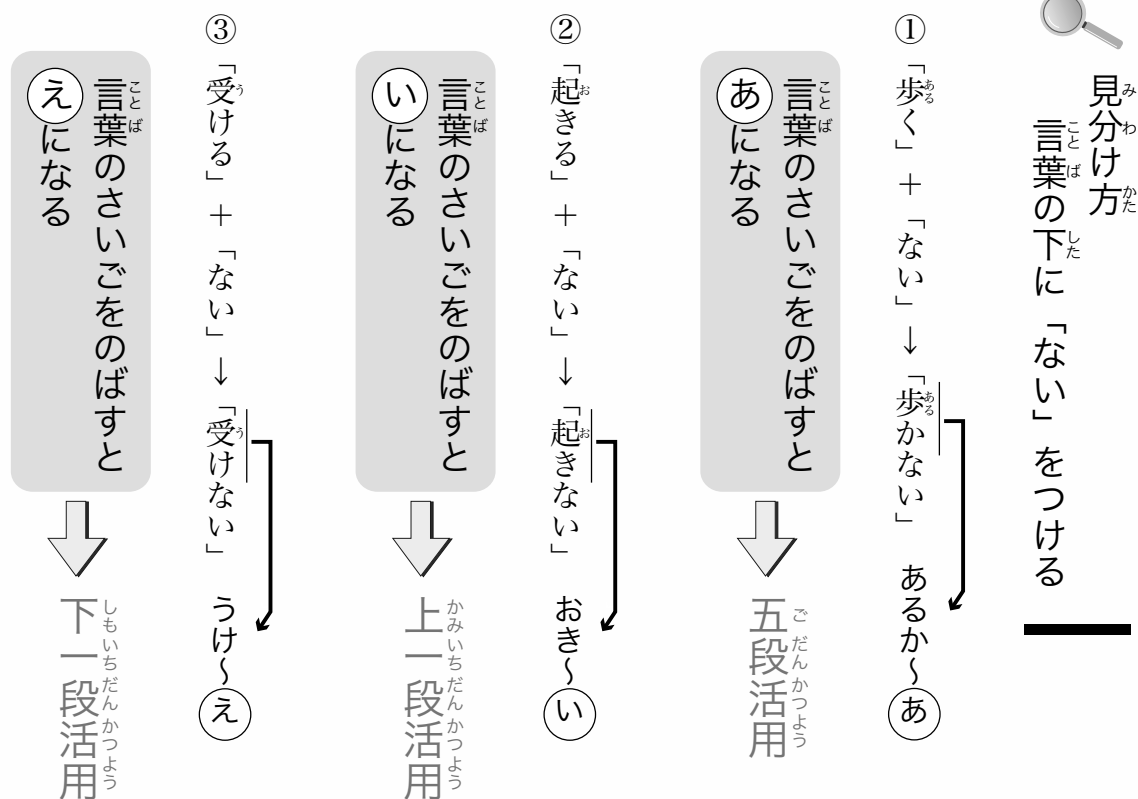 見分け方
言葉の下に「ない」をつける
①「歩く」+「ない」→「歩かない」 あるか〜あ
言葉のさいごをのばすと
あになる
五段活用
②「起きる」+「ない」→「起きない」 おき〜い
言葉のさいごをのばすと
いになる
上一段活用
③「受ける」+「ない」→「受けない」 うけ〜え
言葉のさいごをのばすと
えになる
下一段活用